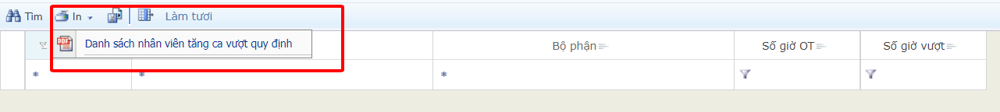 Tìm In Làm tươi
Danh sách nhân viên tăng ca vượt quy định
Bộ phận Số giờ OT Số giờ vượt
* * *